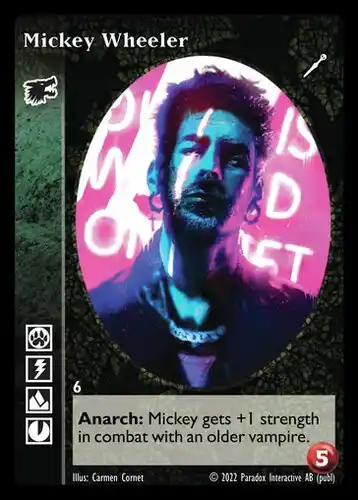 Mickey Wheeler
IS
D
6
Anarch: Mickey gets +1 strength
in combat with an older vampire.
5
Illus: Carmen Cornet © 2022 Paradox Interactive AB (publ)